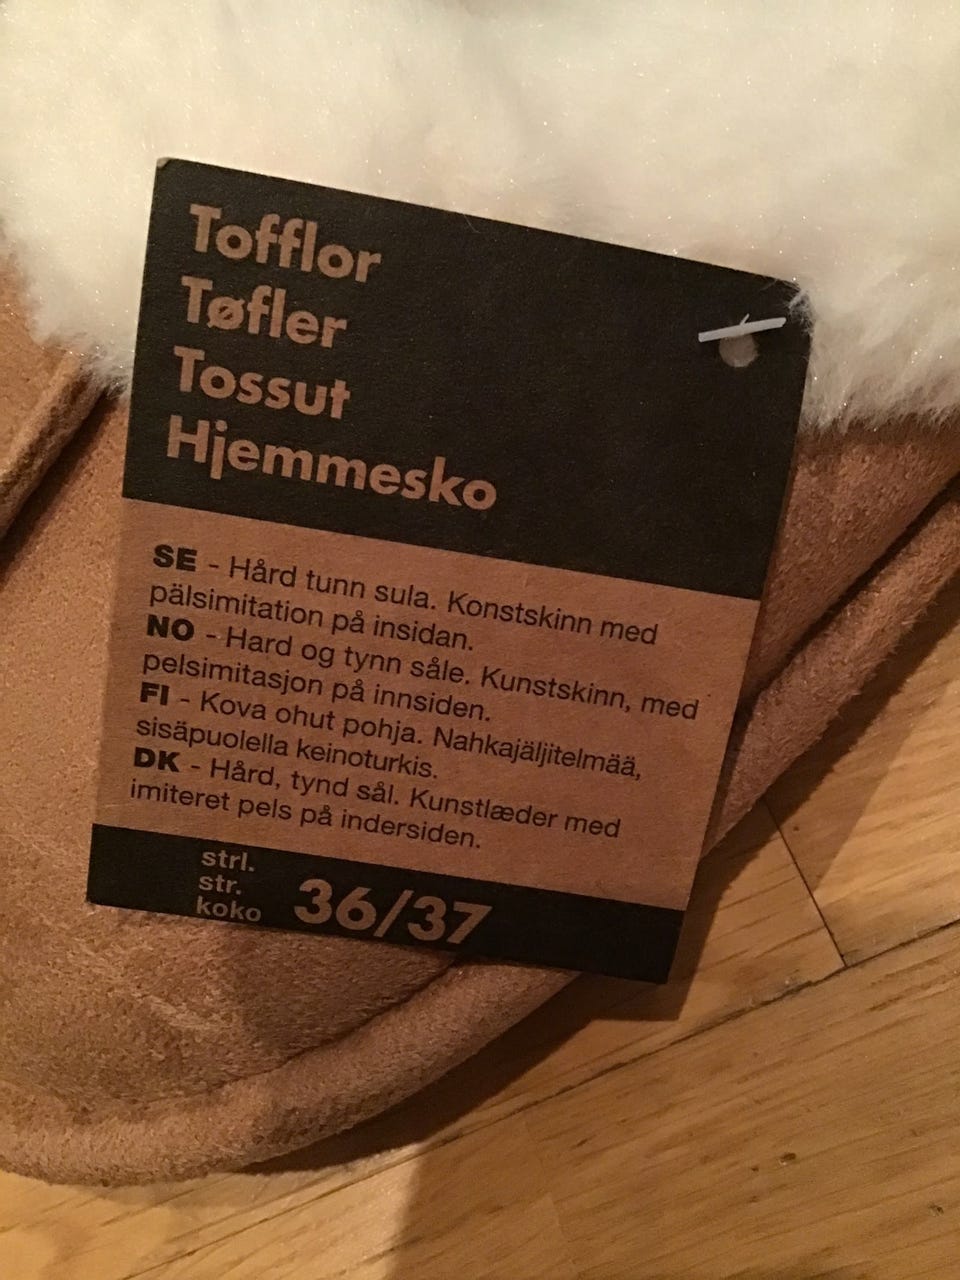 Tofflor
Tøfler
Tossut
Hjemmesko
SE - Hård tunn sula. Konstskinn med
pälsimitation på insidan.
NO - Hard og tynn såle. Kunstskinn, med
pelsimitasjon på innsiden.
FI - Kova ohut pohja. Nahkajäljitelmää,
sisäpuolella keinoturkis.
DK - Hård, tynd sål. Kunstlæder med
imiteret pels på indersiden.
strl.
str.
koko 36/37